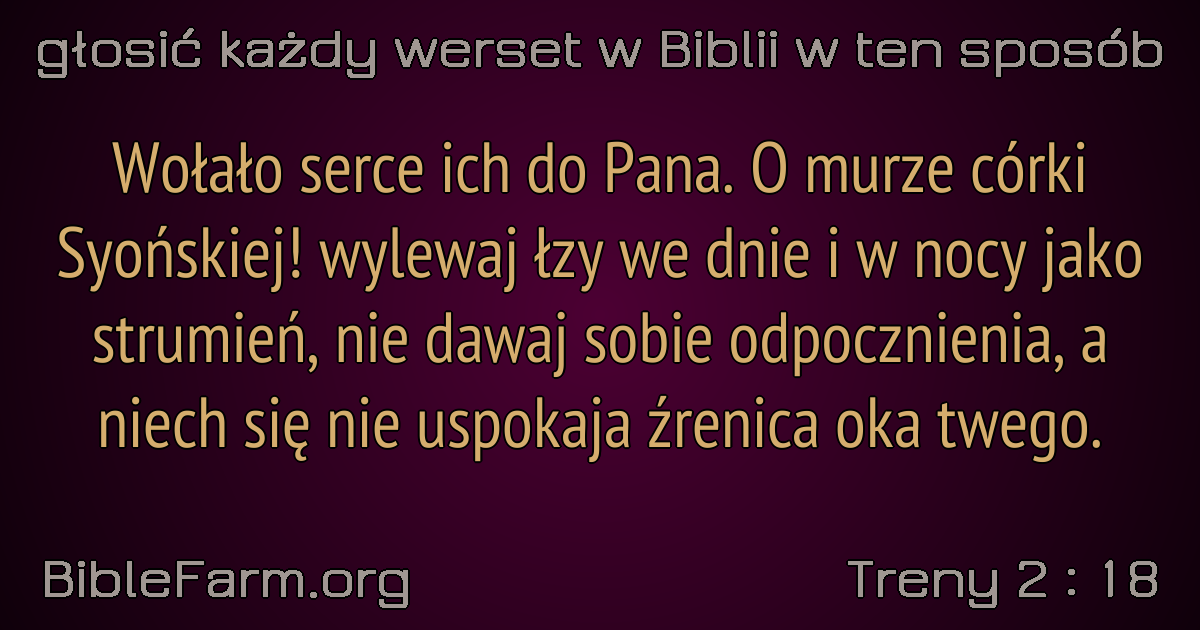 głosić każdy werset w Biblii w ten sposób
Wołało serce ich do Pana. O murze córki
Syońskiej! wylewaj łzy we dnie i w nocy jako
strumień, nie dawaj sobie odpocznienia, a
niech się nie uspokaja źrenica oka twego.
BibleFarm.org
Treny 2 : 18